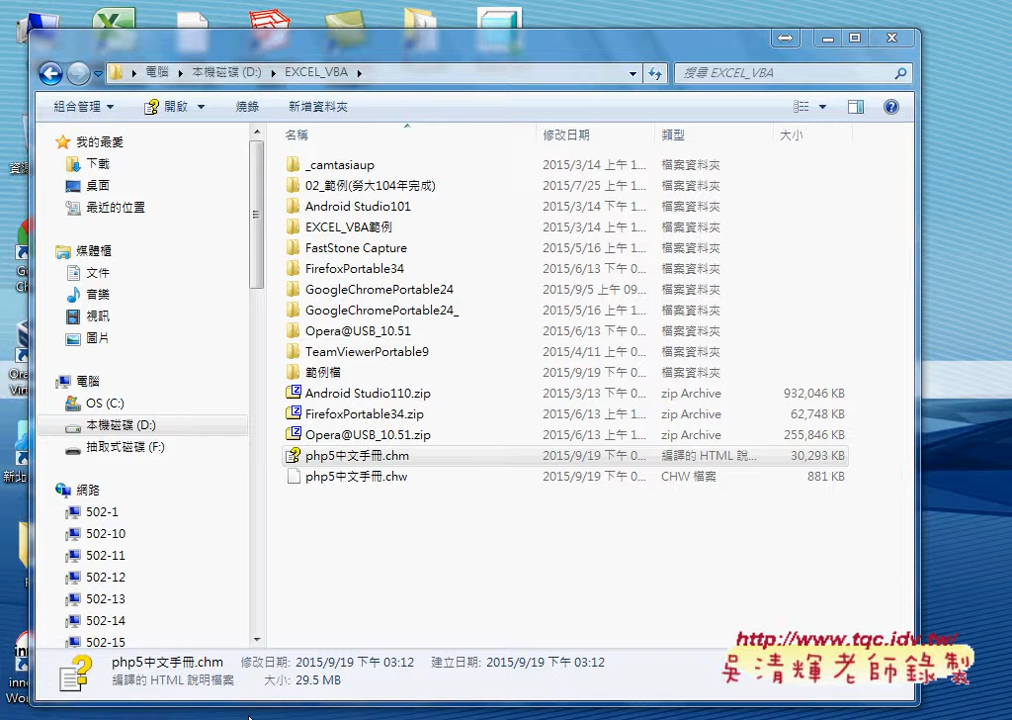 電腦 ▸ 本機磁碟 (D:) ▸ EXCEL_VBA ▸
搜尋 EXCEL_VBA
組合管理 開啟 燒錄 新增資料夾
名稱 修改日期 類型 大小
我的最愛
下載
桌面
最近的位置
媒體櫃
文件
音樂
視訊
圖片
電腦
OS (C:)
本機磁碟 (D:)
抽取式磁碟 (F:)
網路
502-1
502-10
502-11
502-12
502-13
502-14
502-15
_camtasiaup 2015/3/14 上午 1... 檔案資料夾
02_範例(勞大104年完成) 2015/7/25 上午 1... 檔案資料夾
Android Studio101 2015/3/14 下午 0... 檔案資料夾
EXCEL_VBA範例 2015/3/14 上午 1... 檔案資料夾
FastStone Capture 2015/5/16 上午 1... 檔案資料夾
FirefoxPortable34 2015/6/13 下午 0... 檔案資料夾
GoogleChromePortable24 2015/9/5 上午 09... 檔案資料夾
GoogleChromePortable24_ 2015/5/16 上午 1... 檔案資料夾
Opera@USB_10.51 2015/6/13 下午 0... 檔案資料夾
TeamViewerPortable9 2015/4/11 上午 1... 檔案資料夾
範例檔 2015/9/19 下午 0... 檔案資料夾
Android Studio110.zip 2015/3/13 下午 0... zip Archive 932,046 KB
FirefoxPortable34.zip 2015/6/13 上午 1... zip Archive 62,748 KB
Opera@USB_10.51.zip 2015/6/13 下午 0... zip Archive 255,846 KB
php5中文手冊.chm 2015/9/19 下午 0... 編譯的 HTML 說... 30,293 KB
php5中文手冊.chw 2015/9/19 下午 0... CHW 檔案 881 KB
php5中文手冊.chm 修改日期: 2015/9/19 下午 03:12 建立日期: 2015/9/19 下午 03:12
編譯的 HTML 說明檔案 大小: 29.5 MB
http://www.tqc.idv.tw/
吳清輝老師錄製